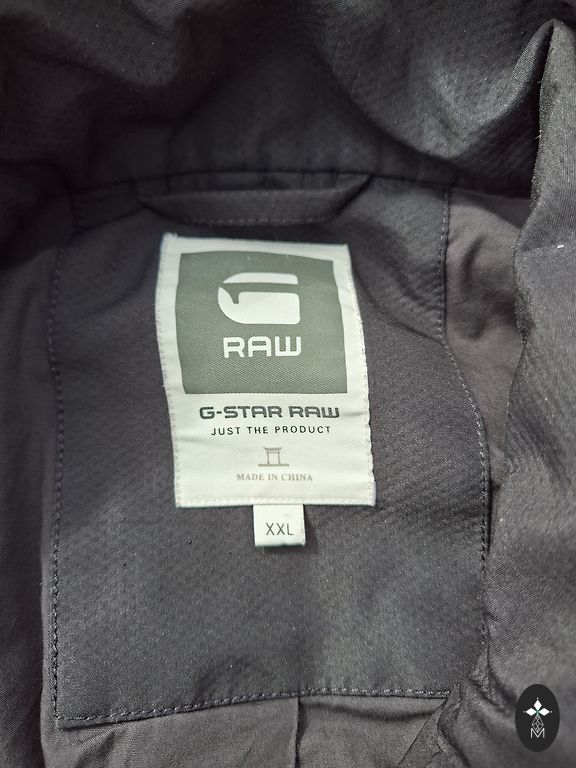 RAW
G-STAR RAW
JUST THE PRODUCT
MADE IN CHINA
XXL
M